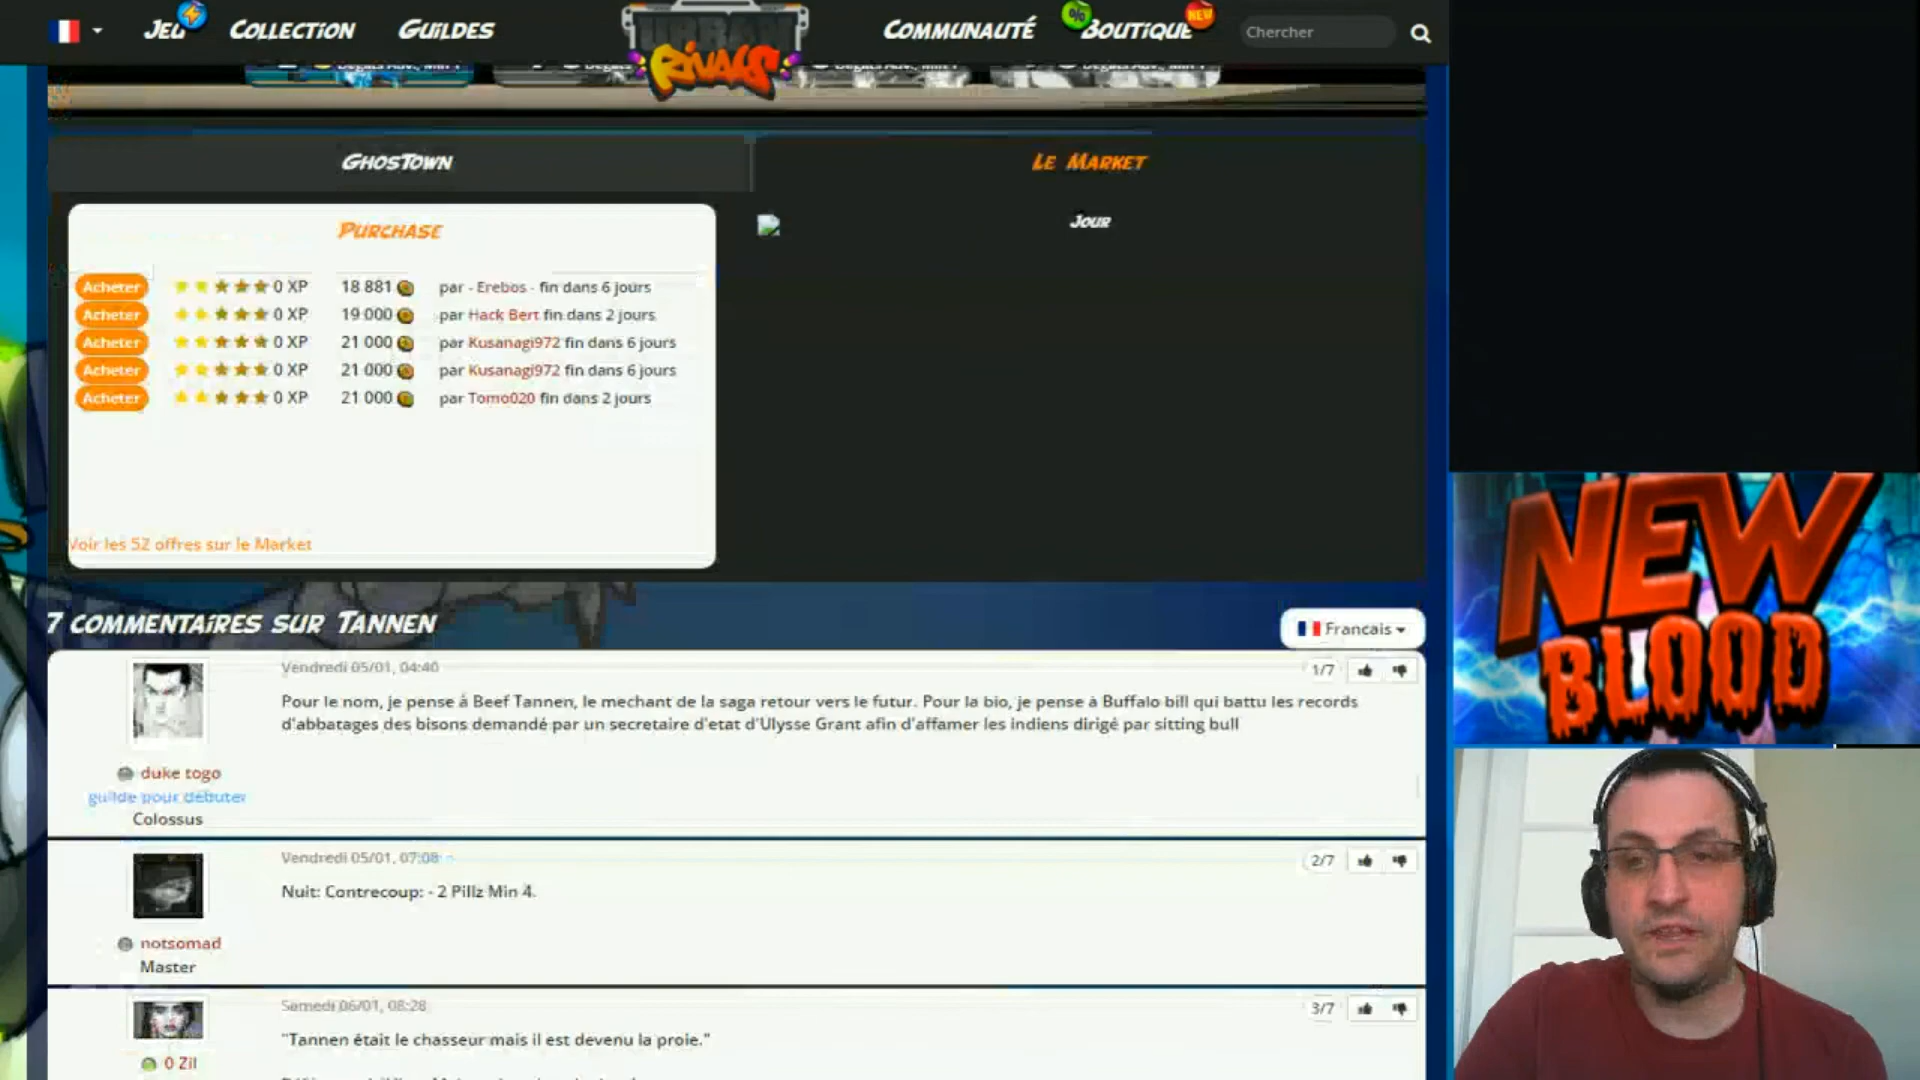 JEU
COLLECTION
GUILDES
URBAN
RIVALS
COMMUNAUTÉ
%
BOUTIQUE
NEW
Chercher
GHOSTOWN
LE MARKET
PURCHASE
JOUR
Acheter 0 XP 18 881 par - Erebos - fin dans 6 jours
Acheter 0 XP 19 000 par Hack Bert fin dans 2 jours
Acheter 0 XP 21 000 par Kusanagi972 fin dans 6 jours
Acheter 0 XP 21 000 par Kusanagi972 fin dans 6 jours
Acheter 0 XP 21 000 par Tomo020 fin dans 2 jours
Voir les 52 offres sur le Market
7 COMMENTAIRES SUR TANNEN
Francais
NEW
BLOOD
Vendredi 05/01, 04:40
1/7
Pour le nom, je pense à Beef Tannen, le mechant de la saga retour vers le futur. Pour la bio, je pense à Buffalo bill qui battu les records
d'abbatages des bisons demandé par un secretaire d'etat d'Ulysse Grant afin d'affamer les indiens dirigé par sitting bull
duke togo
guilde pour débuter
Colossus
Vendredi 05/01, 07:08
2/7
Nuit: Contrecoup: - 2 Pillz Min 4.
notsomad
Master
Samedi 06/01, 08:28
3/7
"Tannen était le chasseur mais il est devenu la proie."
0 Zil